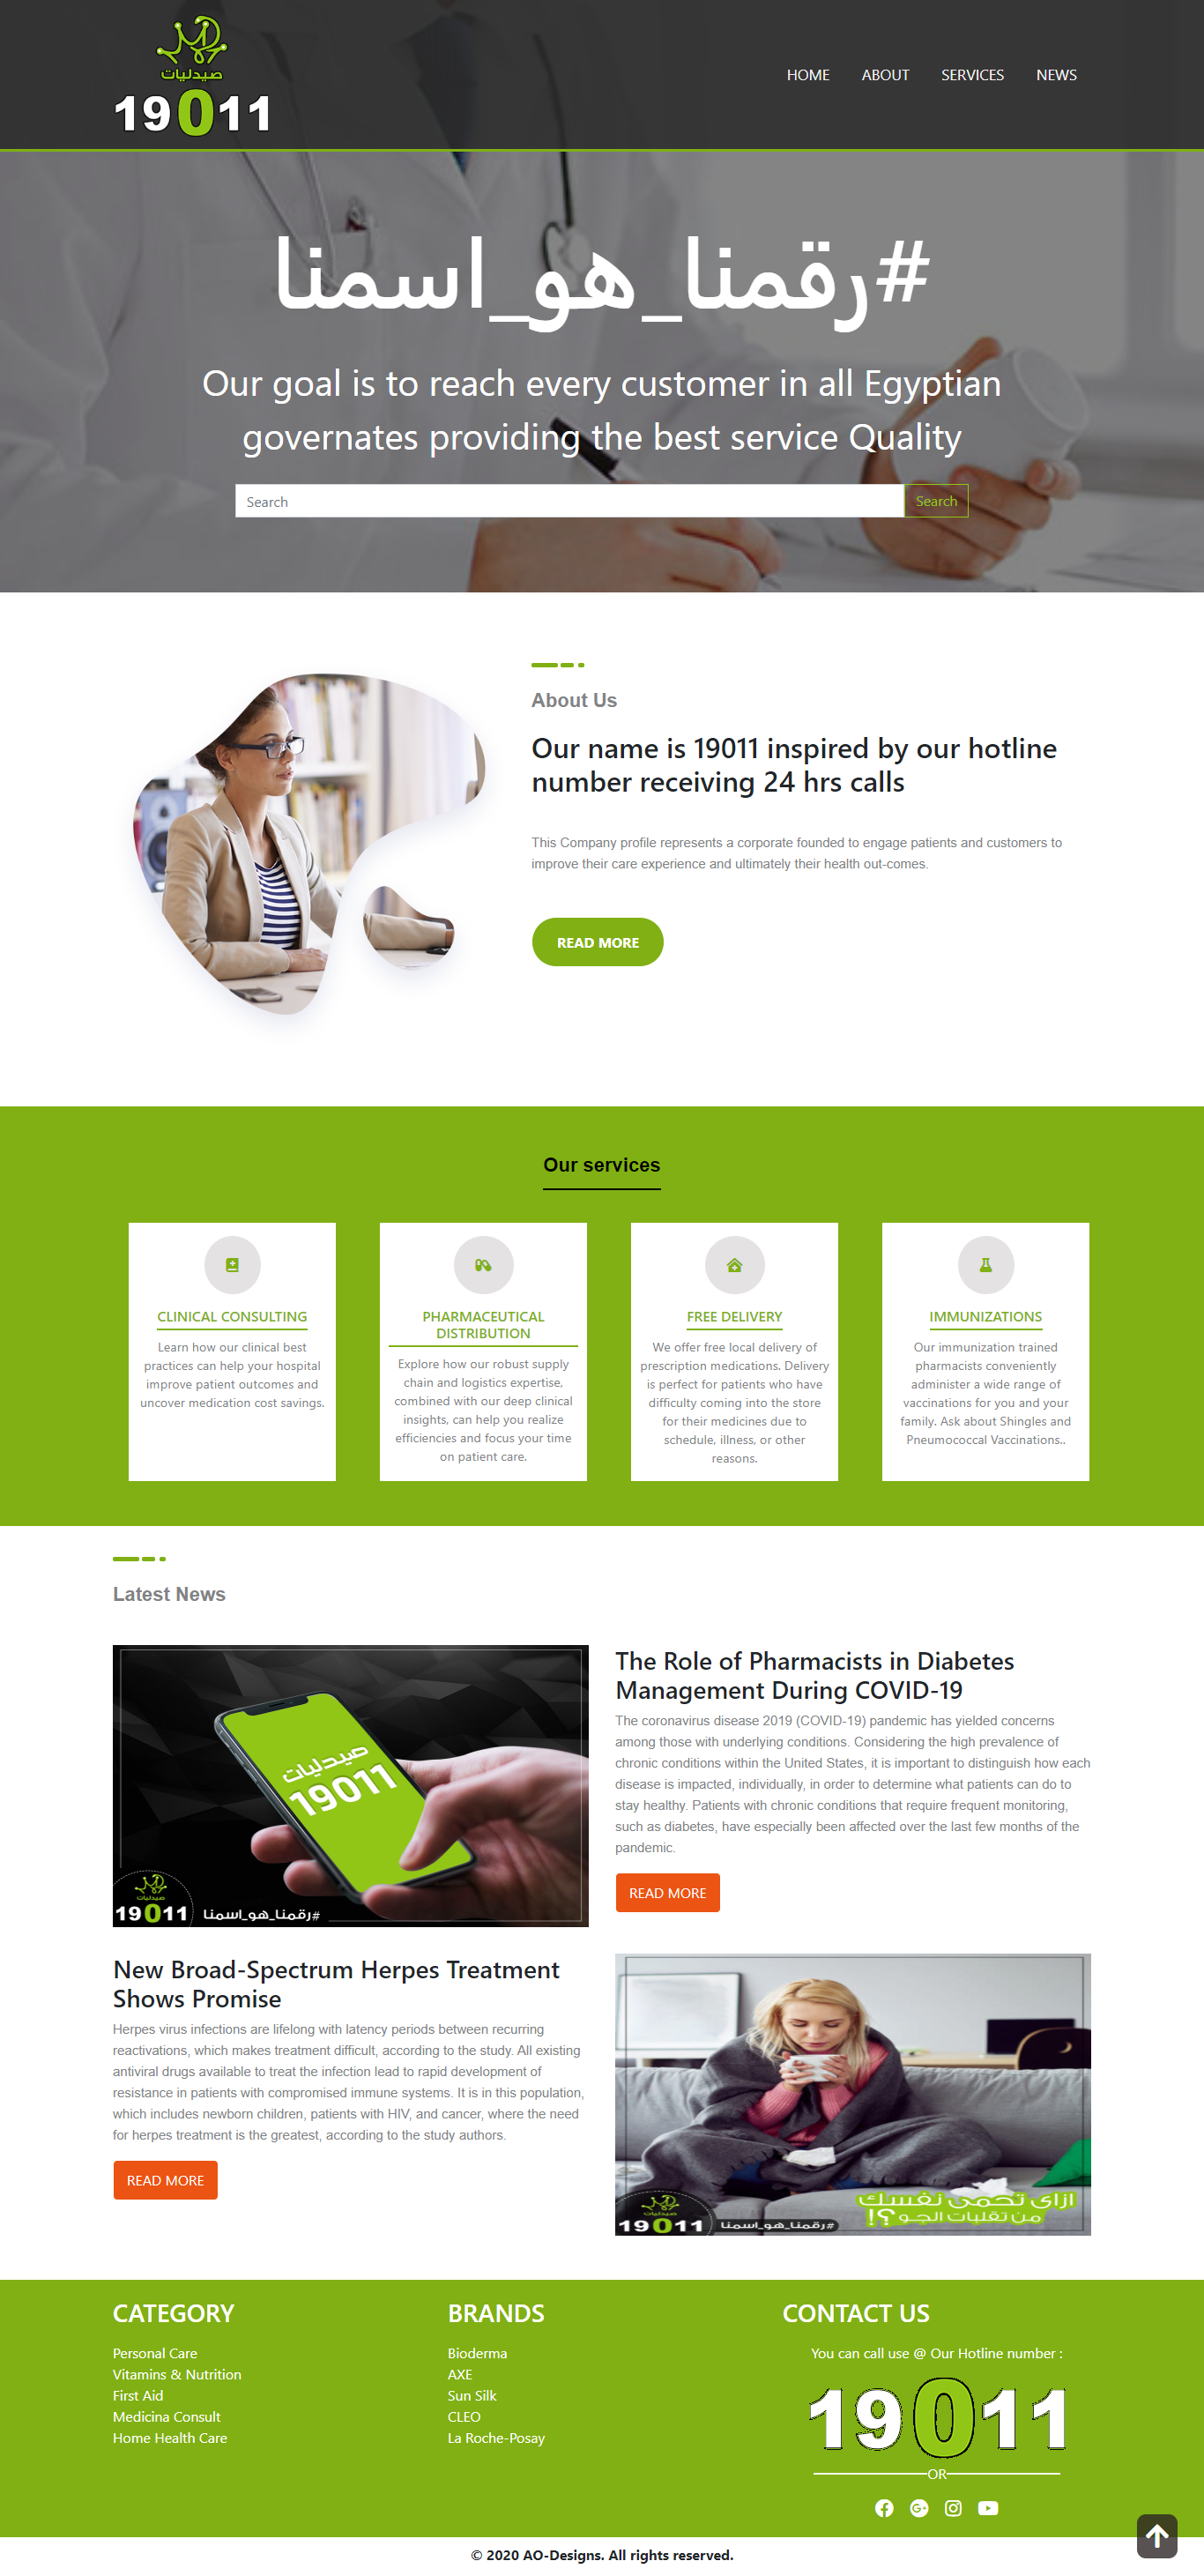 صيدليات
19011
HOME
ABOUT
SERVICES
NEWS
#رقمنا_هو_اسمنا
Our goal is to reach every customer in all Egyptian
governates providing the best service Quality
Search
Search
About Us
Our name is 19011 inspired by our hotline
number receiving 24 hrs calls
This Company profile represents a corporate founded to engage patients and customers to
improve their care experience and ultimately their health out-comes.
READ MORE
Our services
CLINICAL CONSULTING
Learn how our clinical best
practices can help your hospital
improve patient outcomes and
uncover medication cost savings.
PHARMACEUTICAL
DISTRIBUTION
Explore how our robust supply
chain and logistics expertise,
combined with our deep clinical
insights, can help you realize
efficiencies and focus your time
on patient care.
FREE DELIVERY
We offer free local delivery of
prescription medications. Delivery
is perfect for patients who have
difficulty coming into the store
for their medicines due to
schedule, illness, or other
reasons.
IMMUNIZATIONS
Our immunization trained
pharmacists conveniently
administer a wide range of
vaccinations for you and your
family. Ask about Shingles and
Pneumococcal Vaccinations..
Latest News
صيدليات
19011
صيدليات
19011
#رقمنا_هو_اسمنا
The Role of Pharmacists in Diabetes
Management During COVID-19
The coronavirus disease 2019 (COVID-19) pandemic has yielded concerns
among those with underlying conditions. Considering the high prevalence of
chronic conditions within the United States, it is important to distinguish how each
disease is impacted, individually, in order to determine what patients can do to
stay healthy. Patients with chronic conditions that require frequent monitoring,
such as diabetes, have especially been affected over the last few months of the
pandemic.
READ MORE
New Broad-Spectrum Herpes Treatment
Shows Promise
Herpes virus infections are lifelong with latency periods between recurring
reactivations, which makes treatment difficult, according to the study. All existing
antiviral drugs available to treat the infection lead to rapid development of
resistance in patients with compromised immune systems. It is in this population,
which includes newborn children, patients with HIV, and cancer, where the need
for herpes treatment is the greatest, according to the study authors.
READ MORE
ازاى تحمى نفسك
من تقلبات الجو ؟!
صيدليات
19011
#رقمنا_هو_اسمنا
CATEGORY
Personal Care
Vitamins & Nutrition
First Aid
Medicina Consult
Home Health Care
BRANDS
Bioderma
AXE
Sun Silk
CLEO
La Roche-Posay
CONTACT US
You can call use @ Our Hotline number :
19011
OR
© 2020 AO-Designs. All rights reserved.